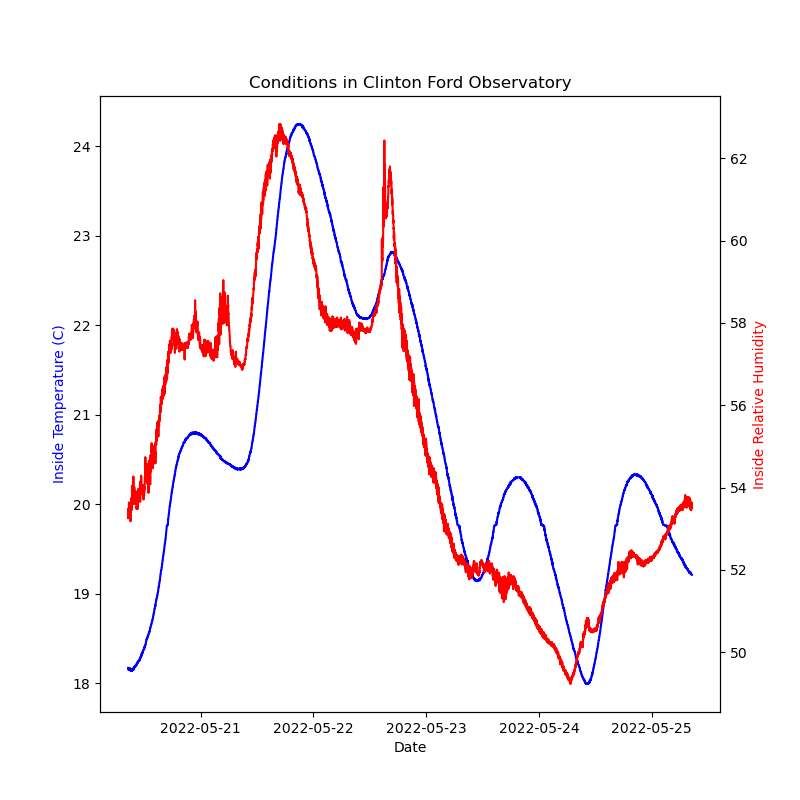 Conditions in Clinton Ford Observatory
Inside Temperature (C)
24
23
22
21
20
19
18
62
60
58
56
54
52
50
Inside Relative Humidity
2022-05-21 2022-05-22 2022-05-23 2022-05-24 2022-05-25
Date